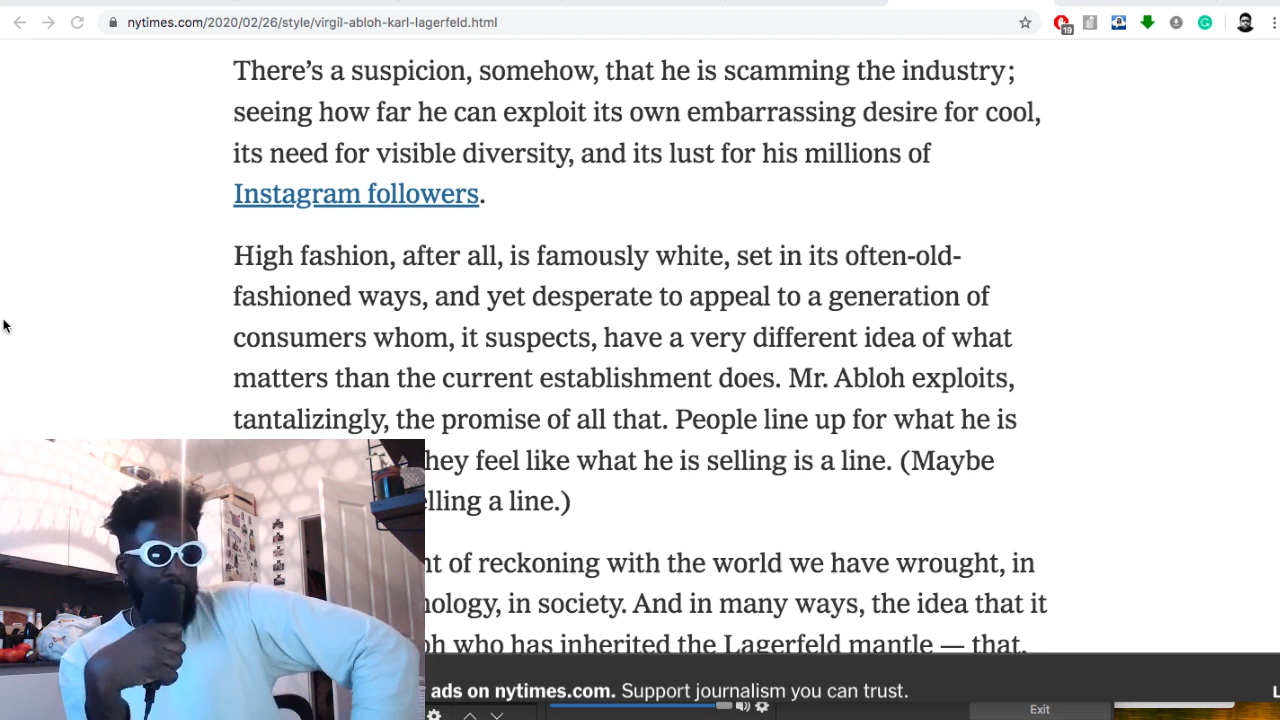 nytimes.com/2020/02/26/style/virgil-abloh-karl-lagerfeld.html
19
There’s a suspicion, somehow, that he is scamming the industry;
seeing how far he can exploit its own embarrassing desire for cool,
its need for visible diversity, and its lust for his millions of
Instagram followers.
High fashion, after all, is famously white, set in its often-old-
fashioned ways, and yet desperate to appeal to a generation of
consumers whom, it suspects, have a very different idea of what
matters than the current establishment does. Mr. Abloh exploits,
tantalizingly, the promise of all that. People line up for what he is
hey feel like what he is selling is a line. (Maybe
elling a line.)
nt of reckoning with the world we have wrought, in
nology, in society. And in many ways, the idea that it
oh who has inherited the Lagerfeld mantle — that,
ads on nytimes.com. Support journalism you can trust.
L
Exit